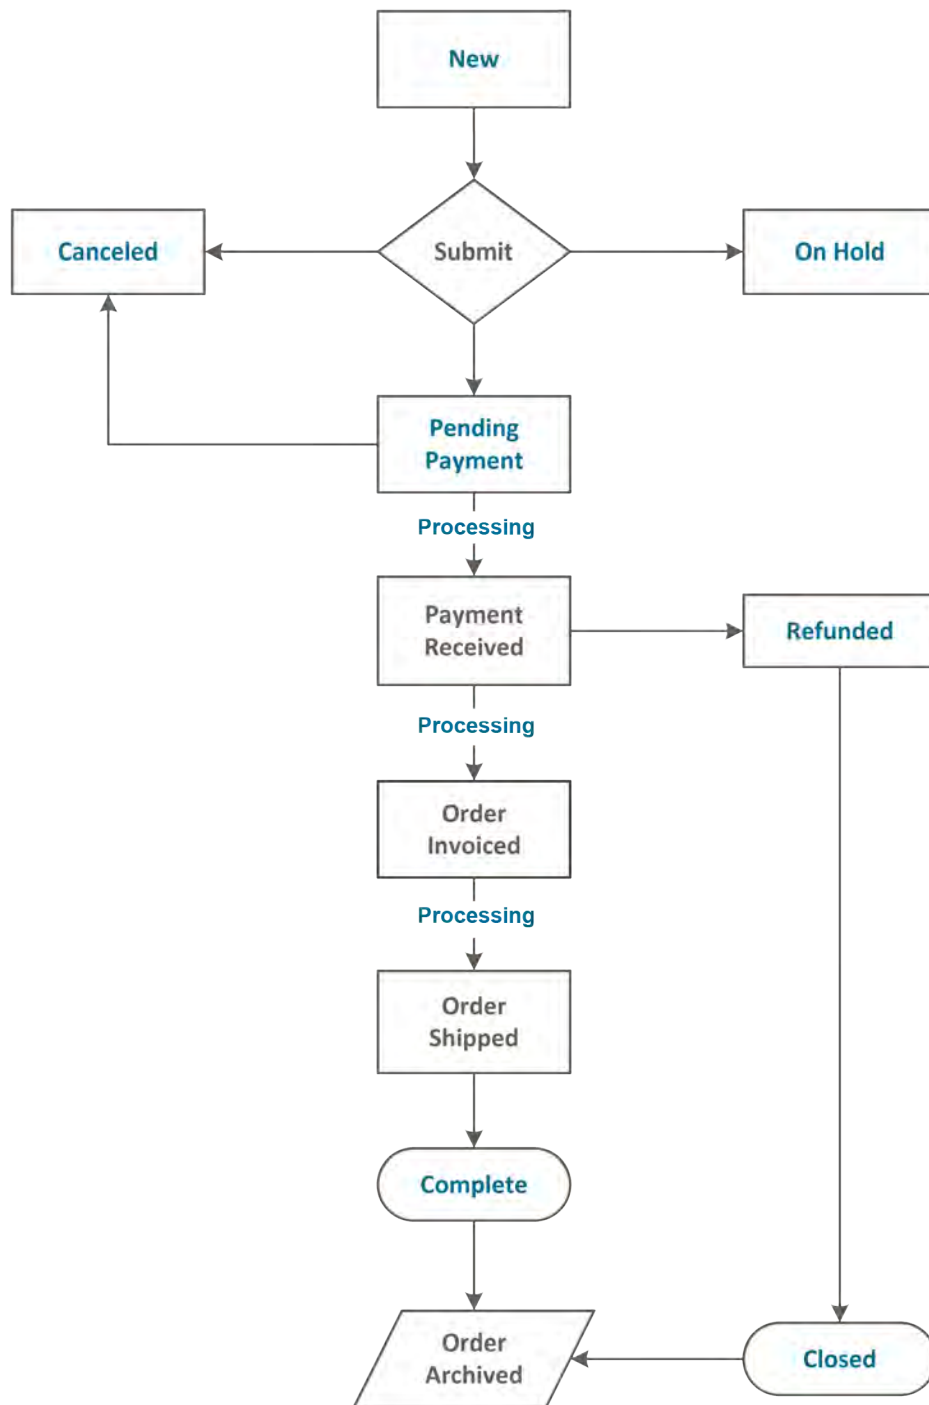 New
Canceled
Submit
On Hold
Pending
Payment
Processing
Payment
Received
Refunded
Processing
Order
Invoiced
Processing
Order
Shipped
Complete
Order
Archived
Closed